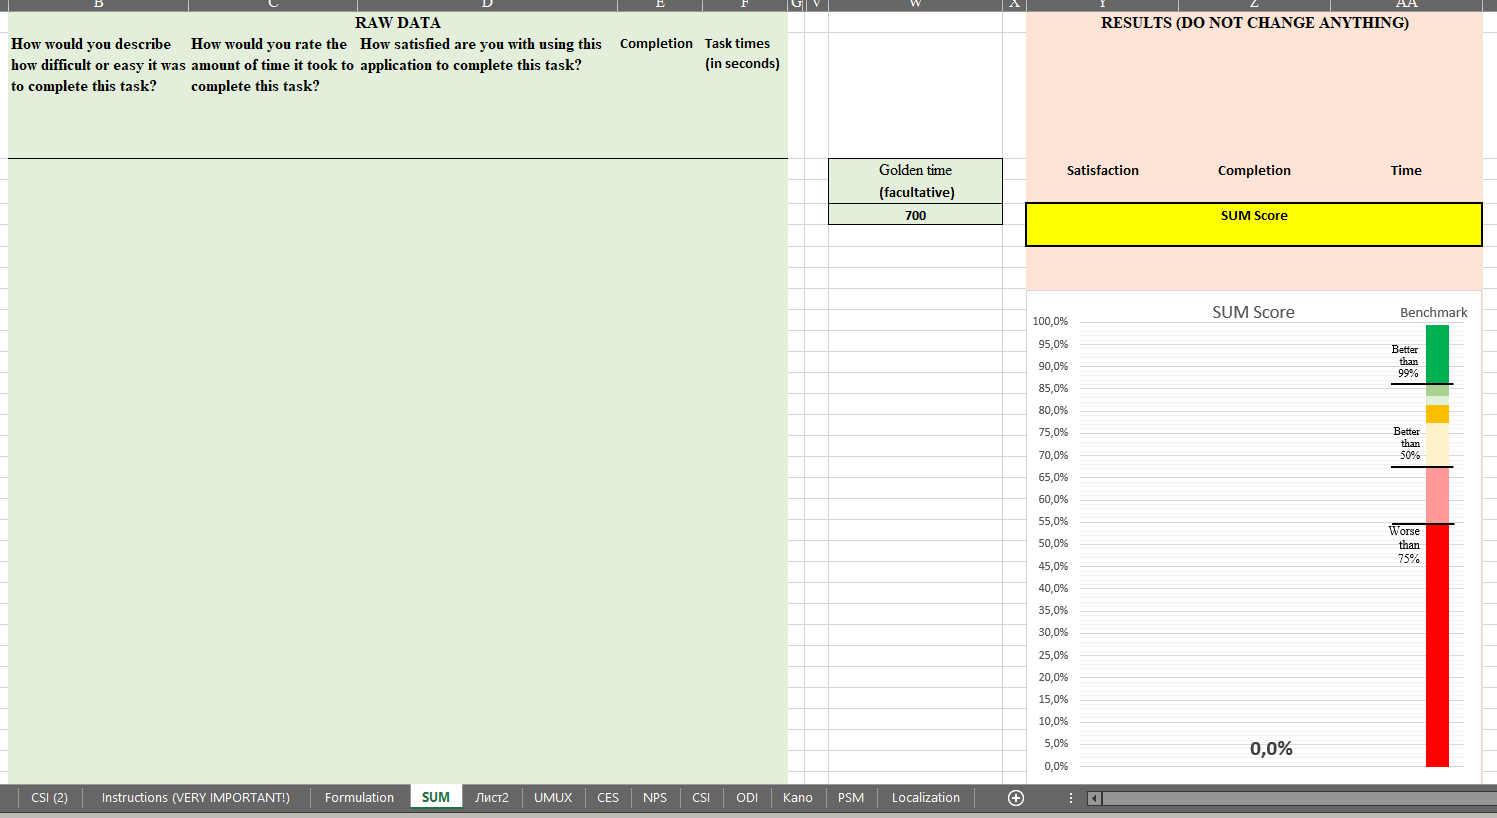 B C D E F G V W X Y Z AA
RAW DATA
RESULTS (DO NOT CHANGE ANYTHING)
How would you describe
how difficult or easy it was
to complete this task?
How would you rate the
amount of time it took to
complete this task?
How satisfied are you with using this
application to complete this task?
Completion
Task times
(in seconds)
Golden time
(facultative)
700
Satisfaction Completion Time
SUM Score
SUM Score
Benchmark
100,0%
95,0%
90,0%
85,0%
80,0%
75,0%
70,0%
65,0%
60,0%
55,0%
50,0%
45,0%
40,0%
35,0%
30,0%
25,0%
20,0%
15,0%
10,0%
5,0%
0,0%
Better
than
99%
Better
than
50%
Worse
than
75%
0,0%
CSI (2) Instructions (VERY IMPORTANT!) Formulation SUM Лист2 UMUX CES NPS CSI ODI Kano PSM Localization